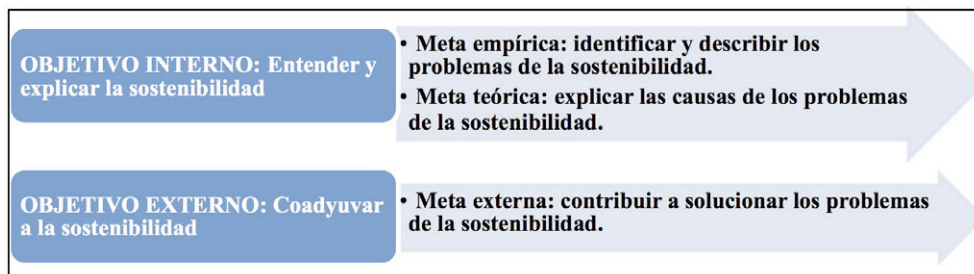 OBJETIVO INTERNO: Entender y
explicar la sostenibilidad
• Meta empírica: identificar y describir los
problemas de la sostenibilidad.
• Meta teórica: explicar las causas de los problemas
de la sostenibilidad.
OBJETIVO EXTERNO: Coadyuvar
a la sostenibilidad
• Meta externa: contribuir a solucionar los problemas
de la sostenibilidad.